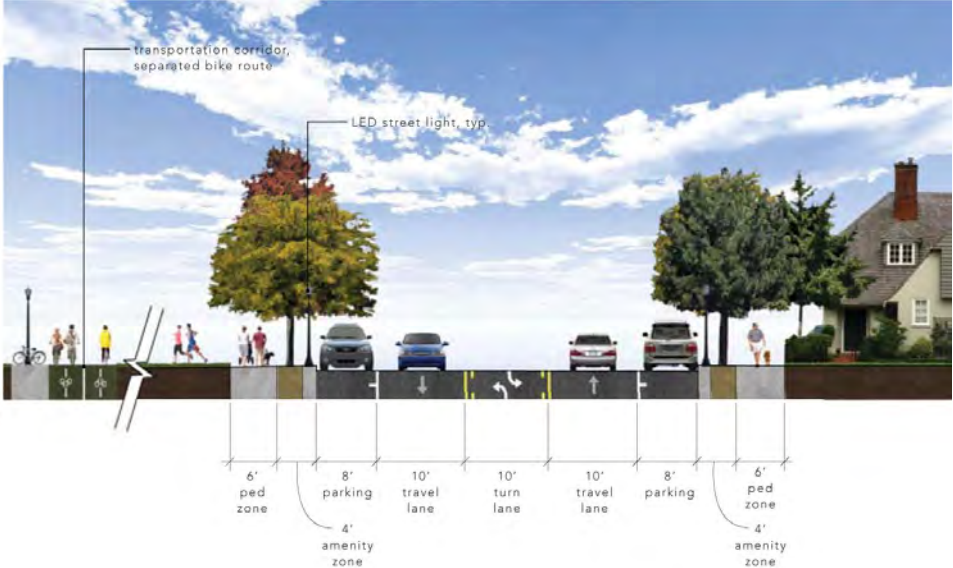 transportation corridor,
separated bike route
LED street light, typ.
6'
ped
zone
4'
amenity
zone
8'
parking
10'
travel
lane
10'
turn
lane
10'
travel
lane
8'
parking
4'
amenity
zone
6'
ped
zone